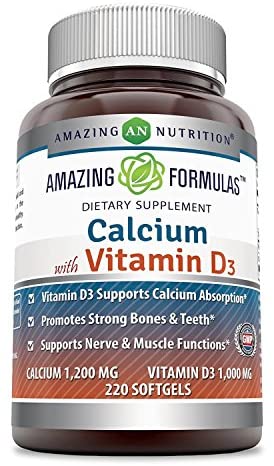 AMAZING AN NUTRITION®
AMAZING FORMULAS™
DIETARY SUPPLEMENT
Calcium
with Vitamin D3
✓ Vitamin D3 Supports Calcium Absorption*
✓ Promotes Strong Bones & Teeth*
✓ Supports Nerve & Muscle Functions*
GMP
CALCIUM 1,200 MG VITAMIN D3 1,000 MG
220 SOFTGELS